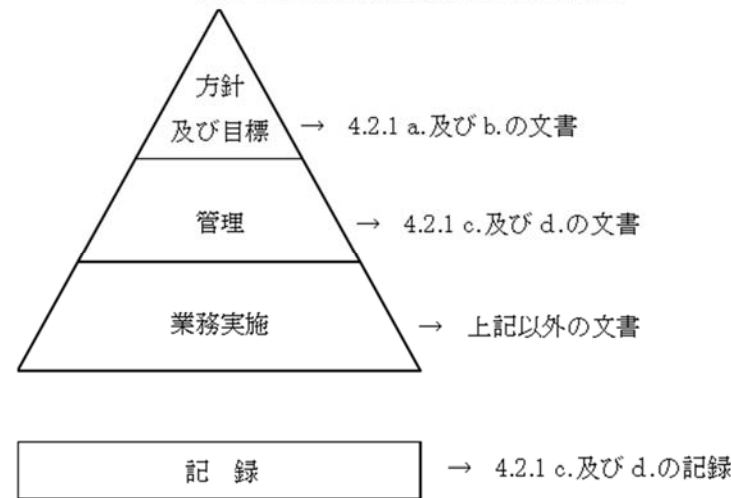 方針
及び目標 → 4.2.1 a.及び b.の文書
管理 → 4.2.1 c.及び d.の文書
業務実施 → 上記以外の文書
記 録 → 4.2.1 c.及び d.の記録